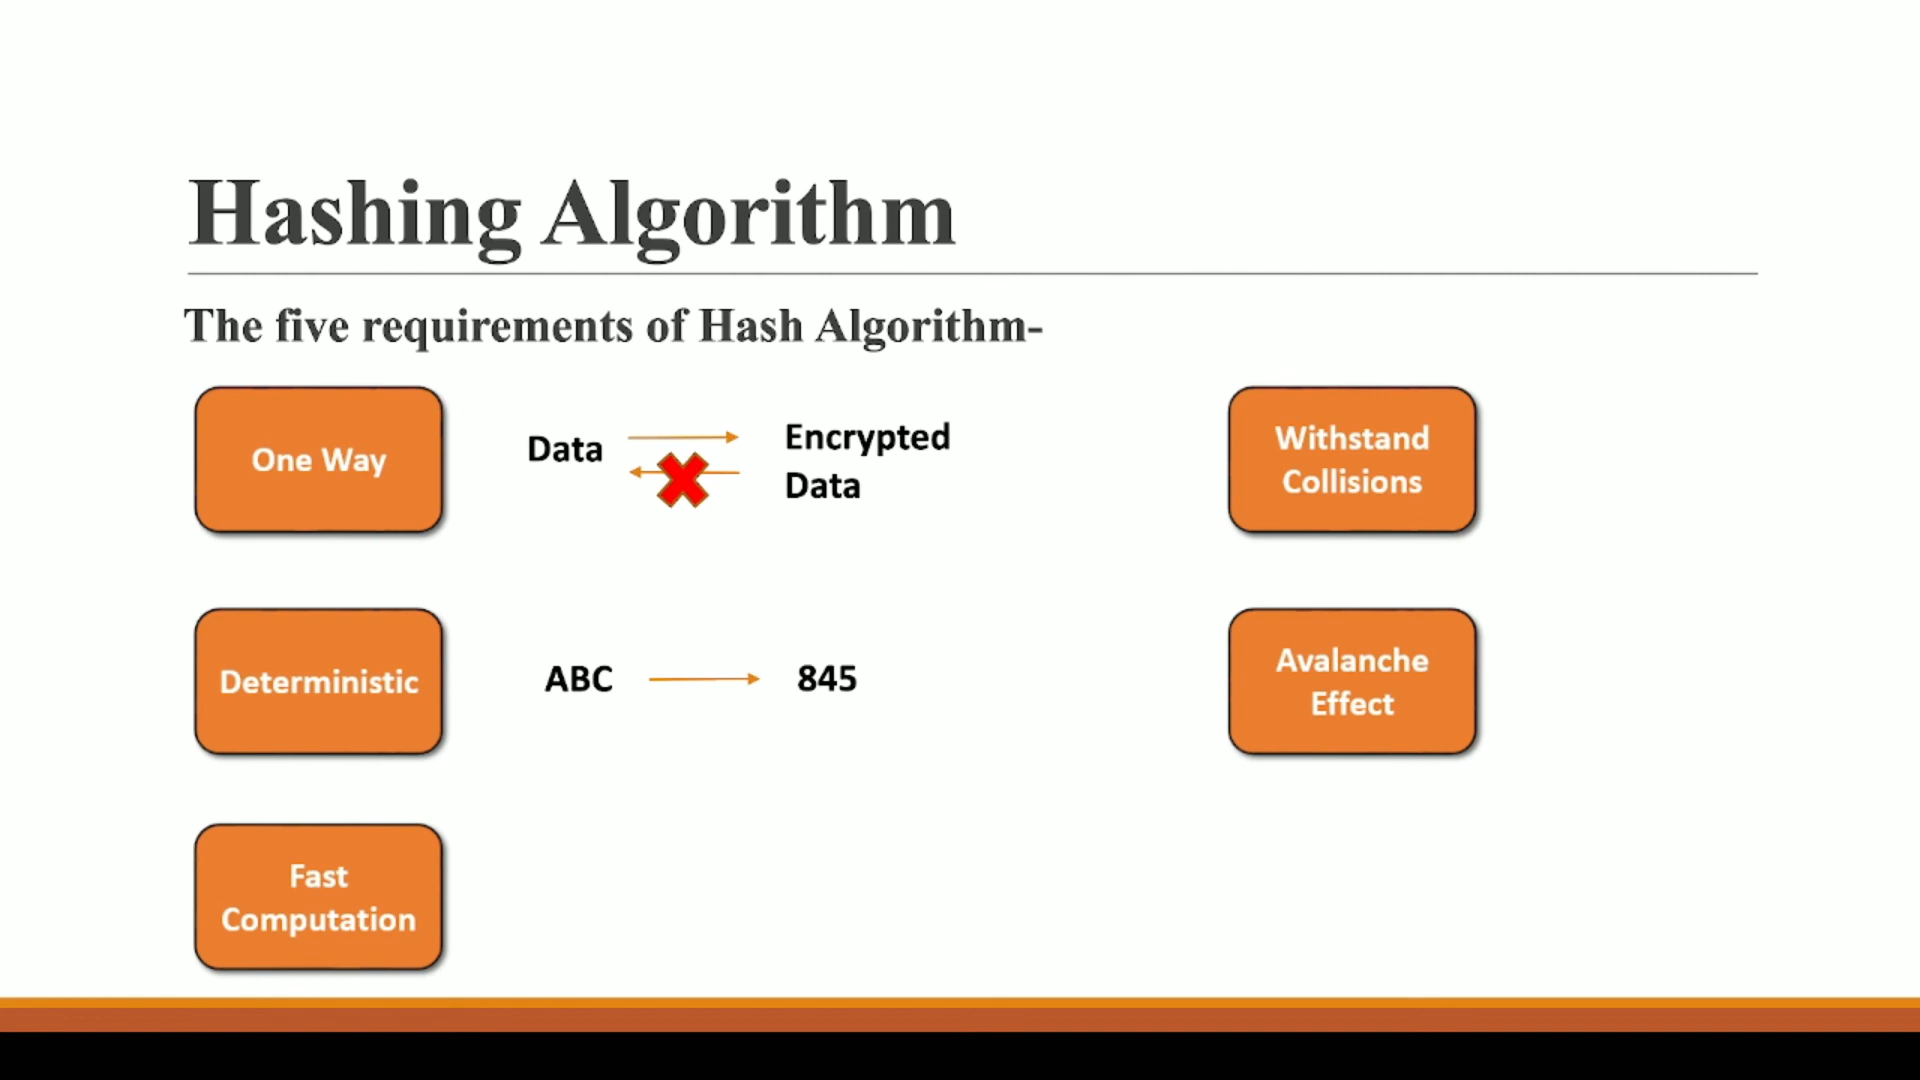 Hashing Algorithm
The five requirements of Hash Algorithm-
One Way
Data
Encrypted
Data
Withstand
Collisions
Deterministic
ABC
845
Avalanche
Effect
Fast
Computation